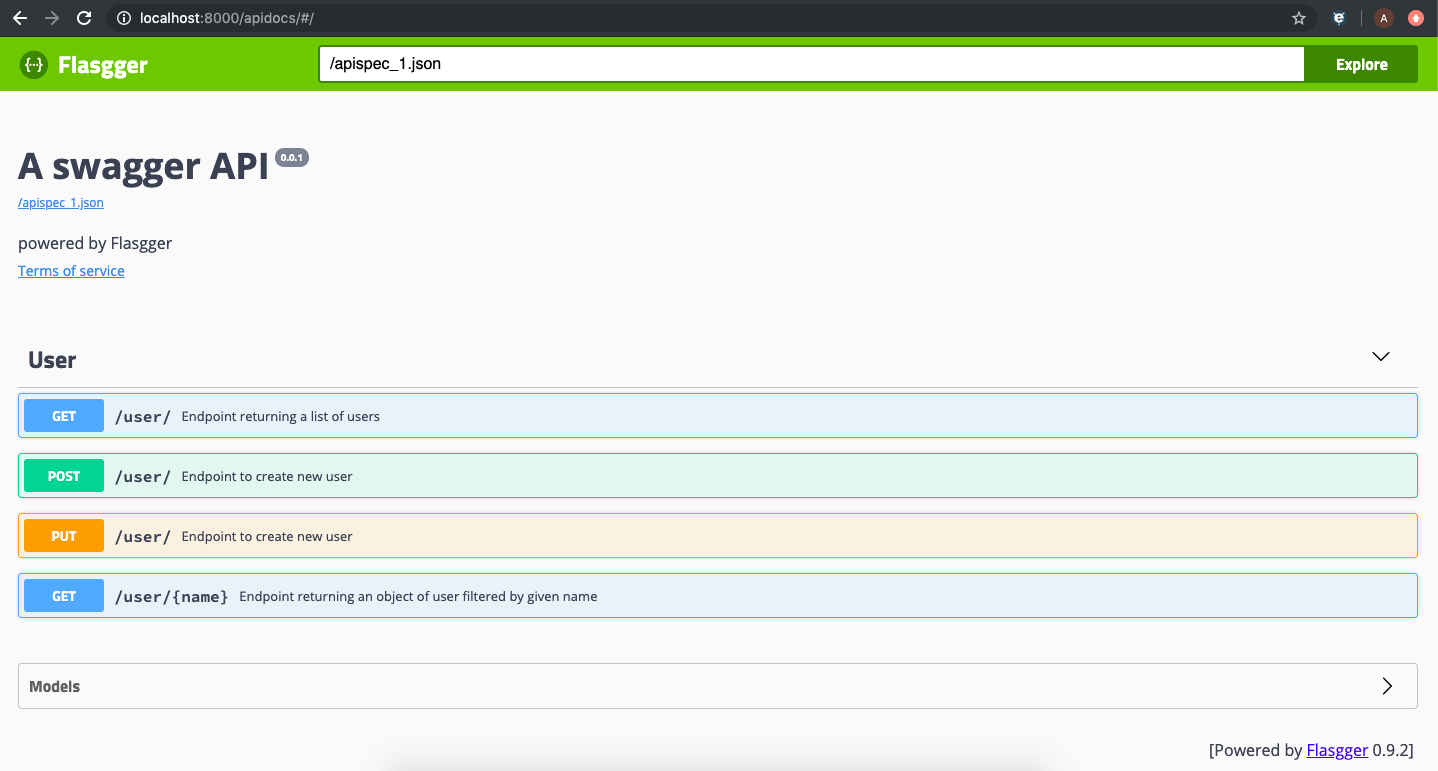 localhost:8000/apidocs/#/
A
{···} Flasgger
/apispec_1.json
Explore
A swagger API 0.0.1
/apispec_1.json
powered by Flasgger
Terms of service
User
GET /user/ Endpoint returning a list of users
POST /user/ Endpoint to create new user
PUT /user/ Endpoint to create new user
GET /user/{name} Endpoint returning an object of user filtered by given name
Models
[Powered by Flasgger 0.9.2]